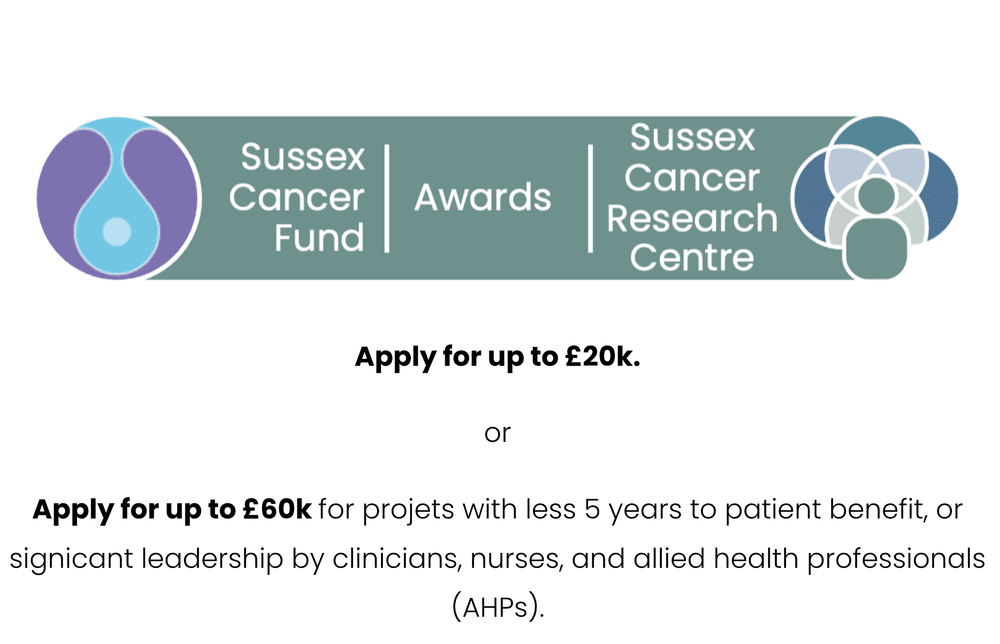 Sussex
Cancer
Fund
Awards
Sussex
Cancer
Research
Centre
Apply for up to £20k.
or
Apply for up to £60k for projets with less 5 years to patient benefit, or
signicant leadership by clinicians, nurses, and allied health professionals
(AHPs).